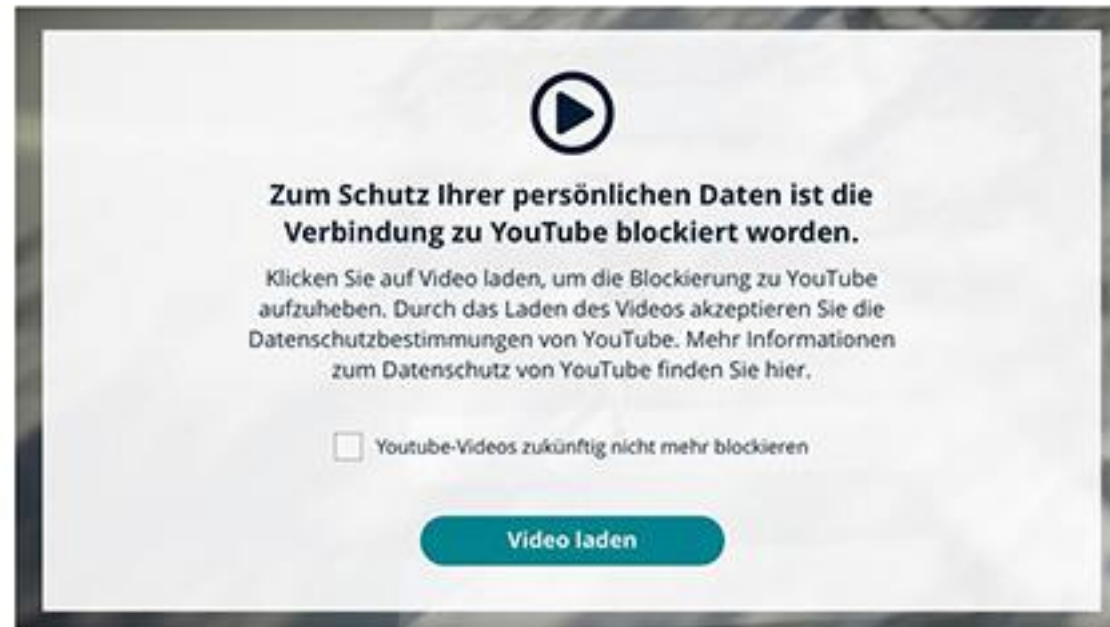 Zum Schutz Ihrer persönlichen Daten ist die
Verbindung zu YouTube blockiert worden.
Klicken Sie auf Video laden, um die Blockierung zu YouTube
aufzuheben. Durch das Laden des Videos akzeptieren Sie die
Datenschutzbestimmungen von YouTube. Mehr Informationen
zum Datenschutz von YouTube finden Sie hier.
Youtube-Videos zukünftig nicht mehr blockieren
Video laden